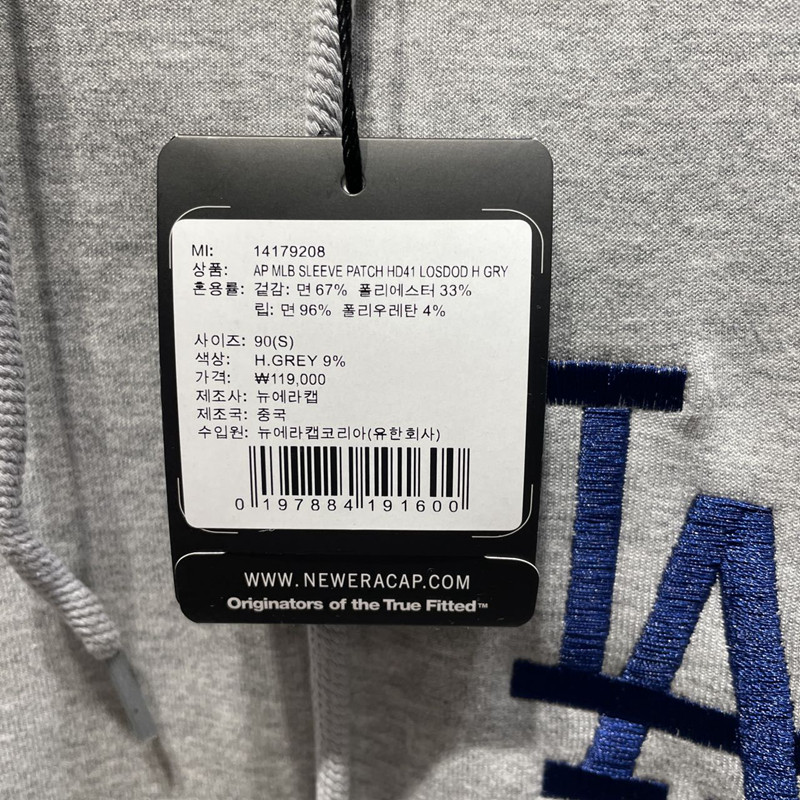 MI: 14179208
상품: AP MLB SLEEVE PATCH HD41 LOSDOD H GRY
혼용률: 겉감: 면 67% 폴리에스터 33%
립: 면 96% 폴리우레탄 4%
사이즈: 90(S)
색상: H.GREY 9%
가격: ₩119,000
제조사: 뉴에라캡
제조국: 중국
수입원: 뉴에라캡코리아(유한회사)
0 197884 191600
WWW.NEWERACAP.COM
Originators of the True Fitted™
LA